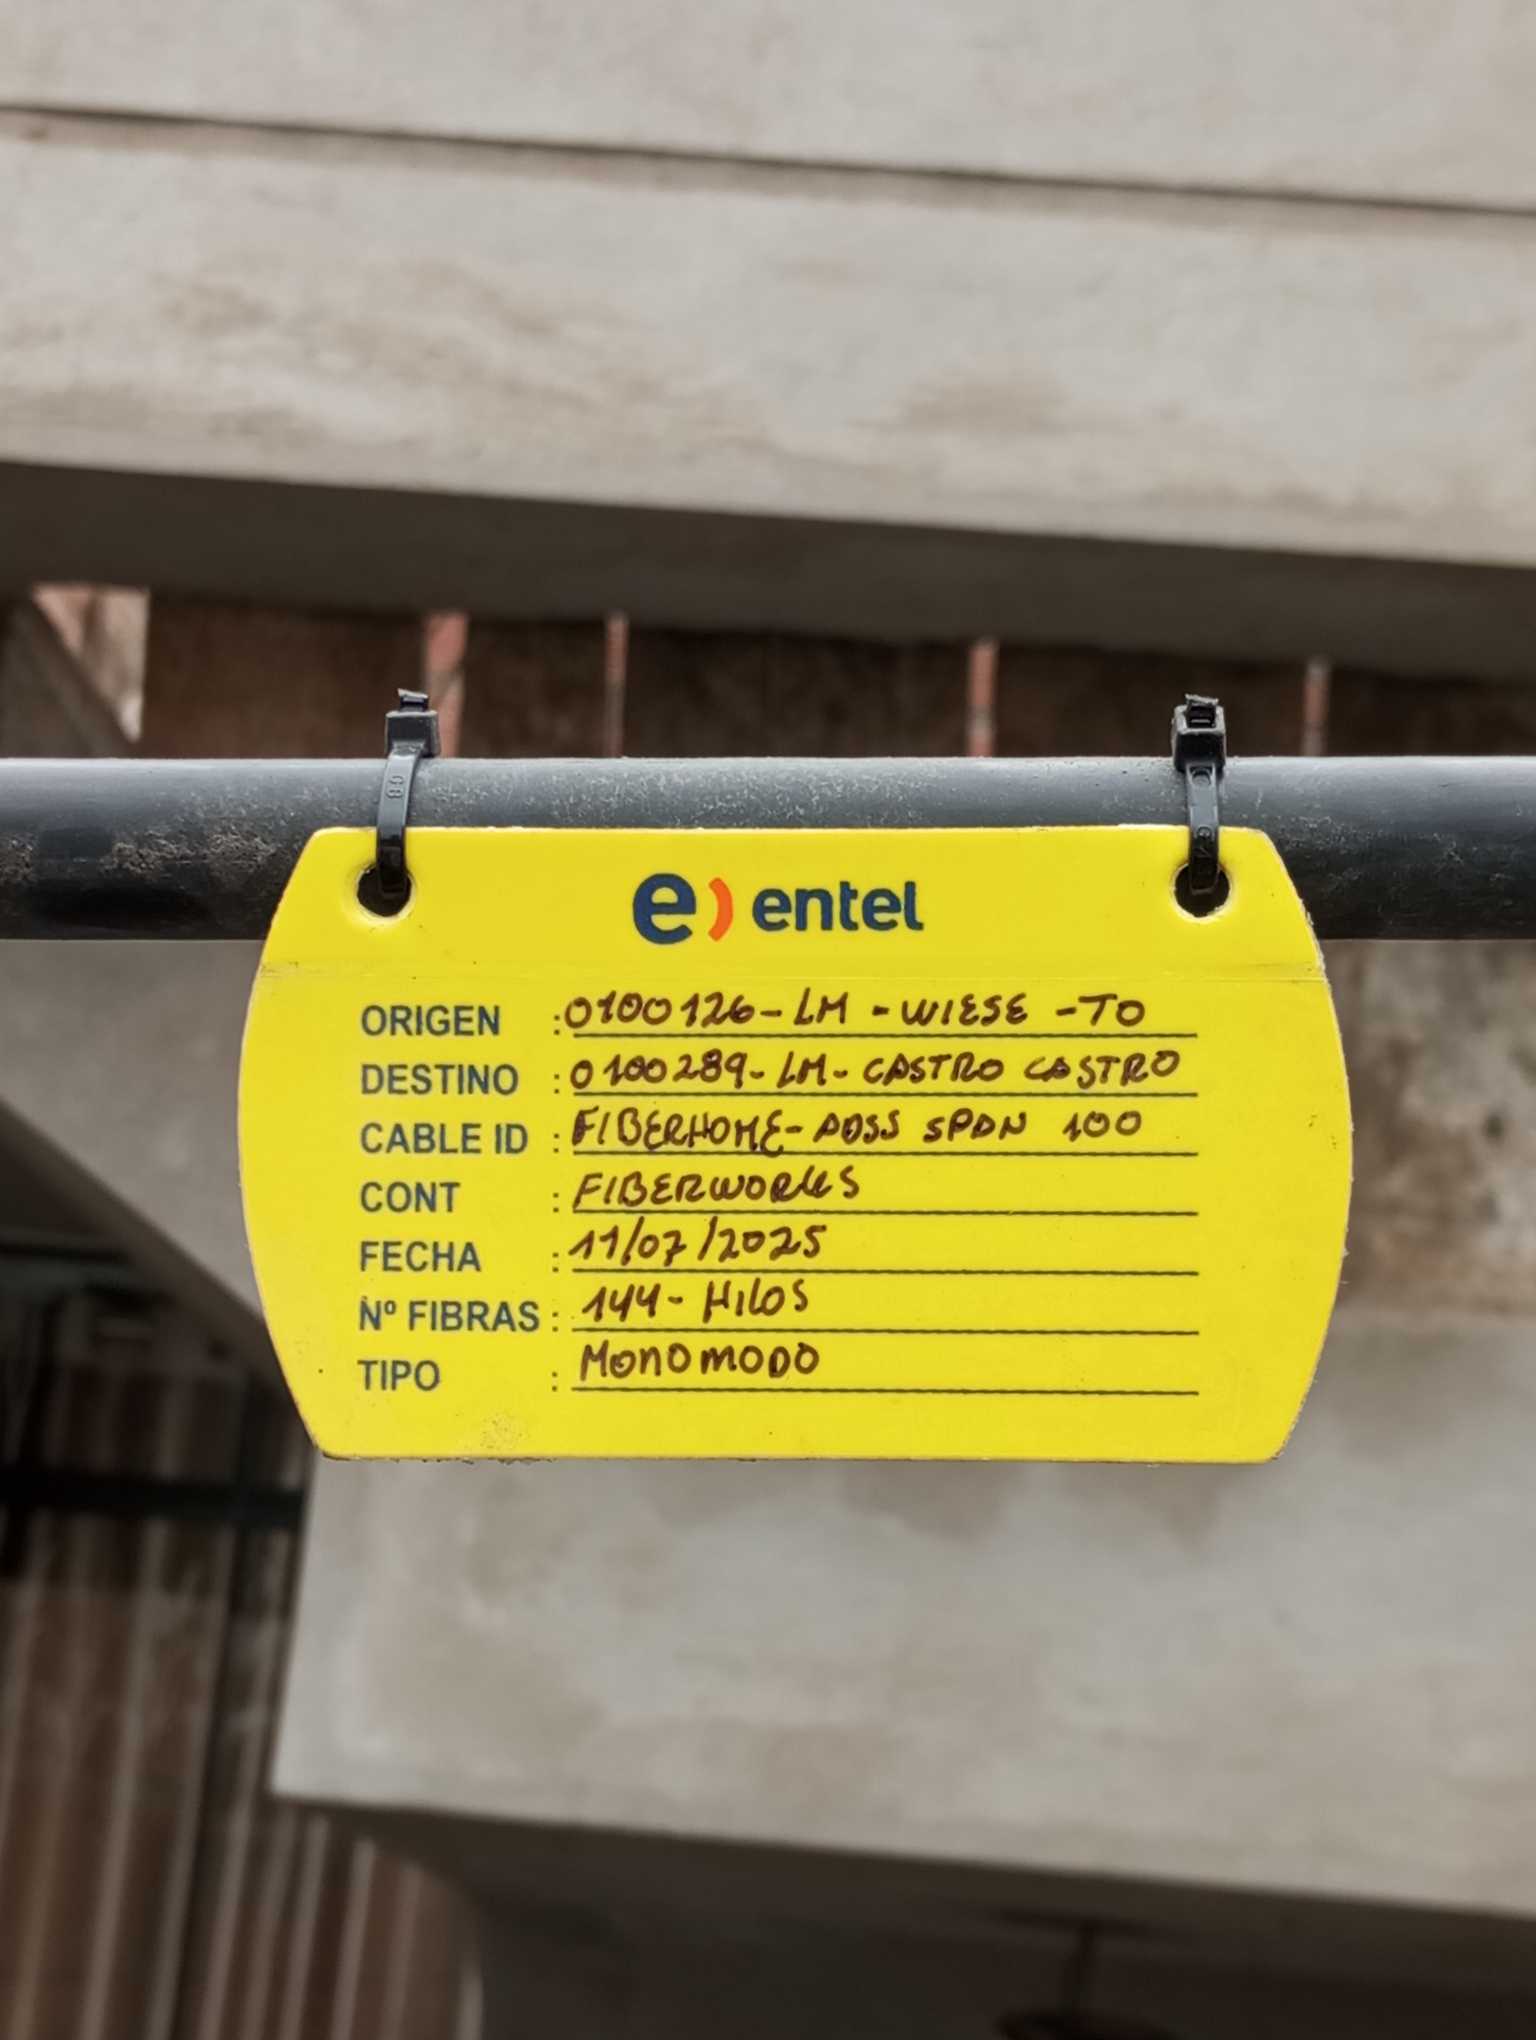 e) entel
ORIGEN : 0100126-LM-WIESE-TO
DESTINO : 0100289-LM-CASTRO CASTRO
CABLE ID : FIBERHOME-ADSS SPAN 100
CONT : FIBERWORKS
FECHA : 11/07/2025
Nº FIBRAS : 144-HILOS
TIPO : MONOMODO